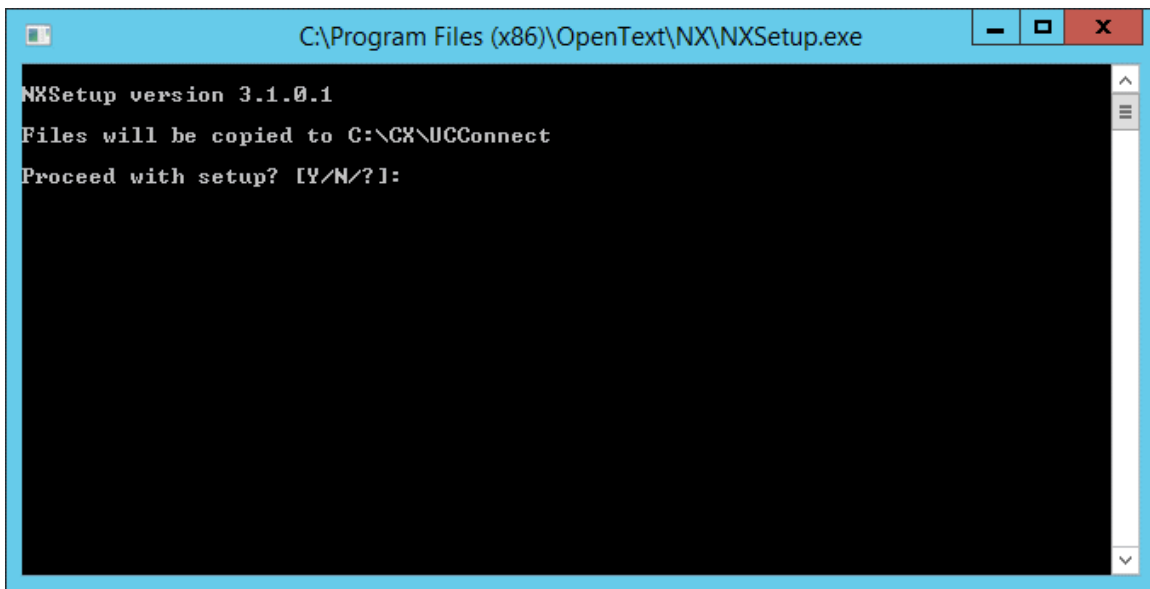 C:\Program Files (x86)\OpenText\NX\NXSetup.exe
NXSetup version 3.1.0.1
Files will be copied to C:\CX\UCConnect
Proceed with setup? [Y/N/?]: